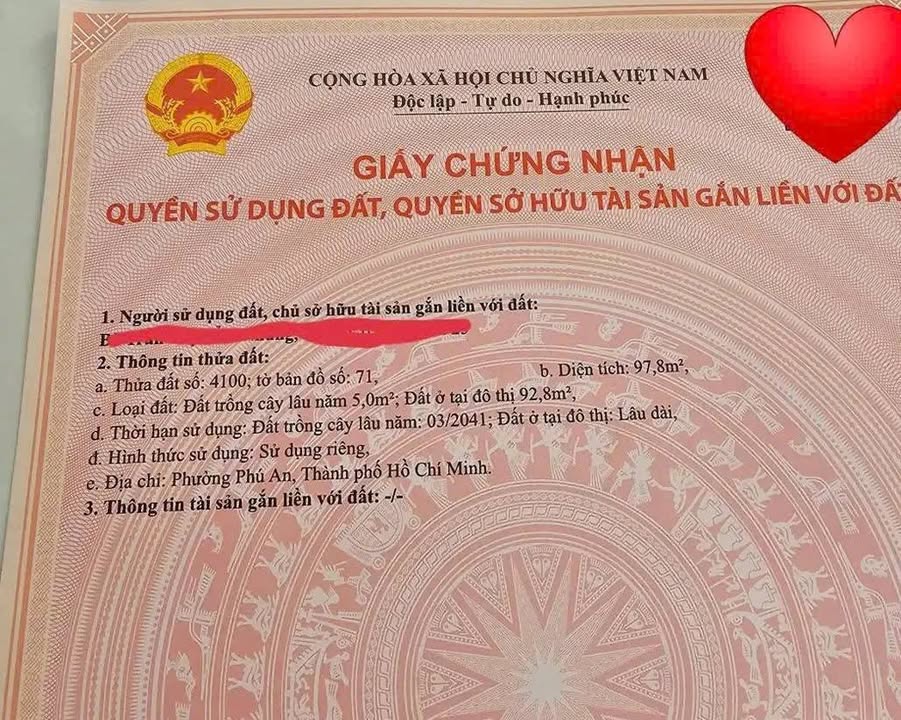 CỘNG HÒA XÃ HỘI CHỦ NGHĨA VIỆT NAM
Độc lập - Tự do - Hạnh phúc
GIẤY CHỨNG NHẬN
QUYỀN SỬ DỤNG ĐẤT, QUYỀN SỞ HỮU TÀI SẢN GẮN LIỀN VỚI
1. Người sử dụng đất, chủ sở hữu tài sản gắn liền với đất:
2. Thông tin thửa đất:
a. Thửa đất số: 4100; tờ bản đồ số: 71, b. Diện tích: 97,8m²,
c. Loại đất: Đất trồng cây lâu năm 5,0m²; Đất ở tại đô thị 92,8m²,
d. Thời hạn sử dụng: Đất trồng cây lâu năm: 03/2041; Đất ở tại đô thị: Lâu dài,
đ. Hình thức sử dụng: Sử dụng riêng,
e. Địa chỉ: Phường Phú An, Thành phố Hồ Chí Minh.
3. Thông tin tài sản gắn liền với đất: -/-